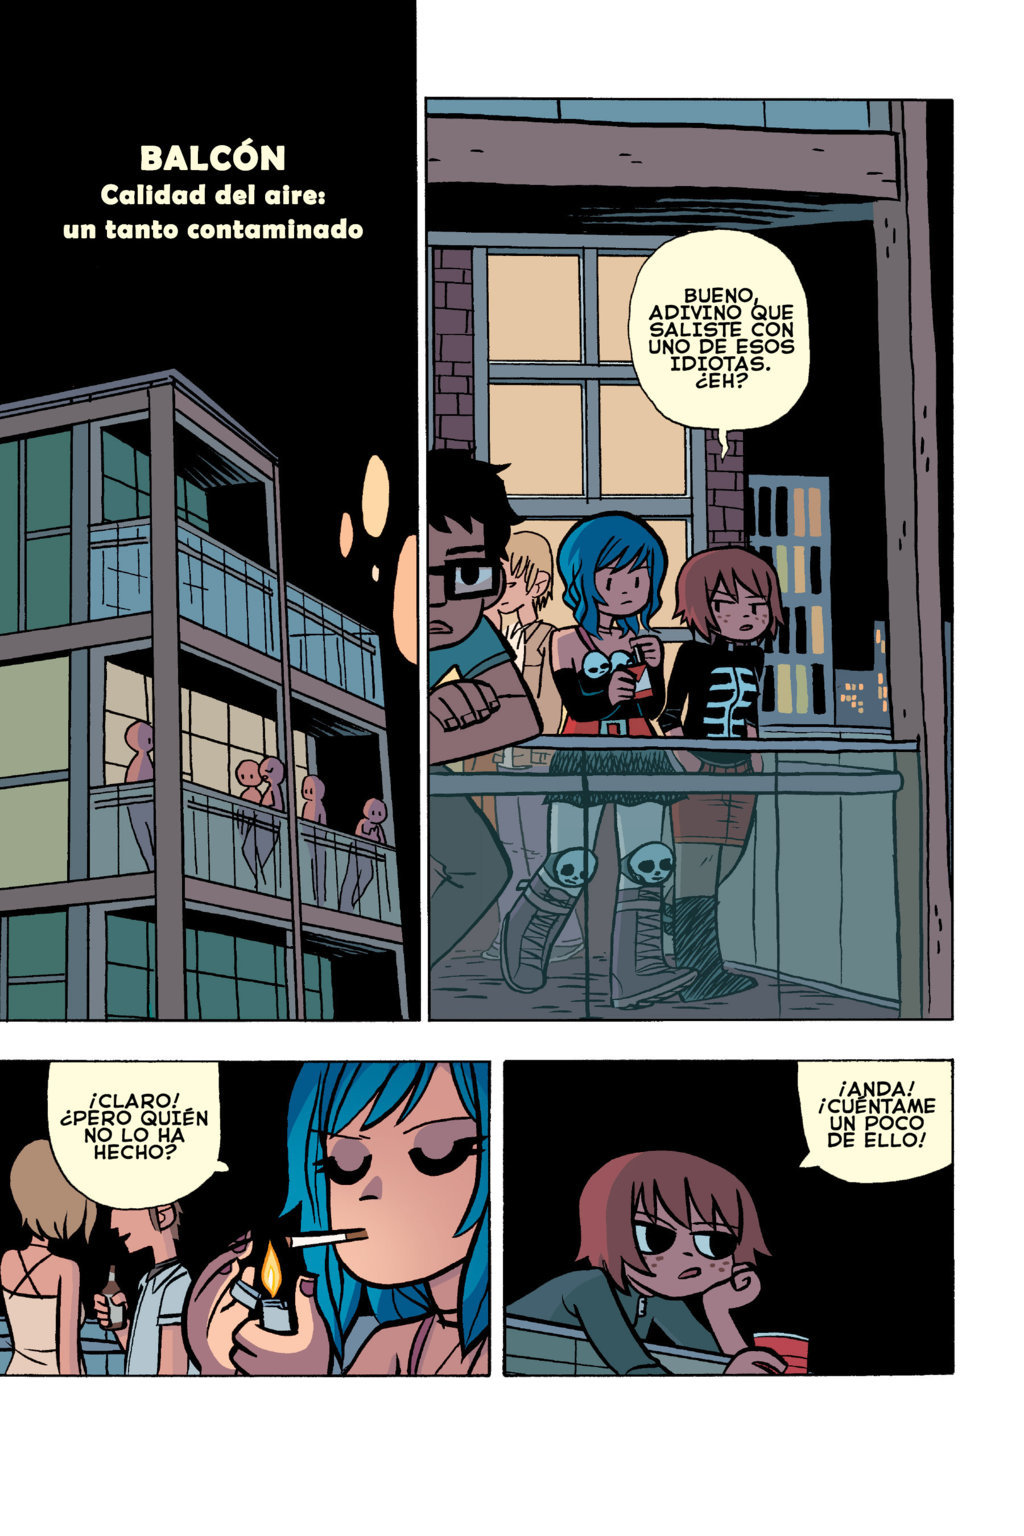 BALCÓN
Calidad del aire:
un tanto contaminado
BUENO,
ADIVINO QUE
SALISTE CON
UNO DE ESOS
IDIOTAS.
¿EH?
¡CLARO!
¿PERO QUIÉN
NO LO HA
HECHO?
¡ANDA!
¡CUÉNTAME
UN POCO
DE ELLO!